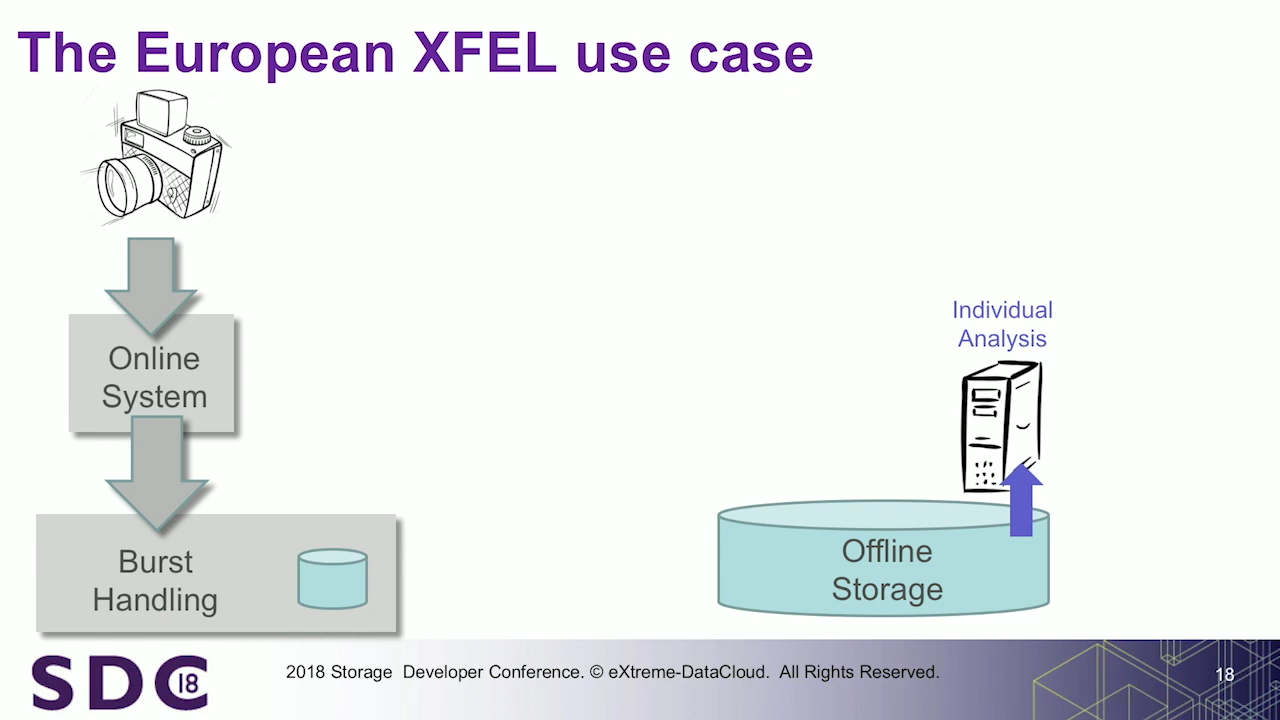 The European XFEL use case
Individual
Analysis
Online
System
Burst
Handling
Offline
Storage
SDC 18
2018 Storage Developer Conference. © eXtreme-DataCloud. All Rights Reserved.
18